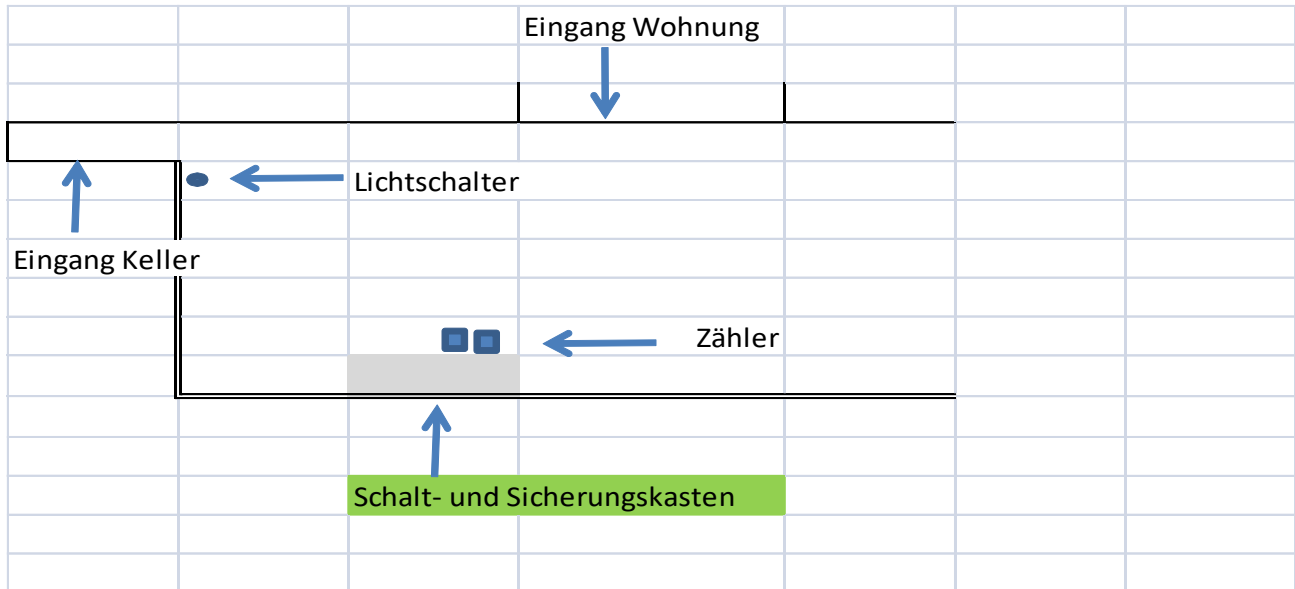 Eingang Wohnung
Lichtschalter
Eingang Keller
Zähler
Schalt- und Sicherungskasten